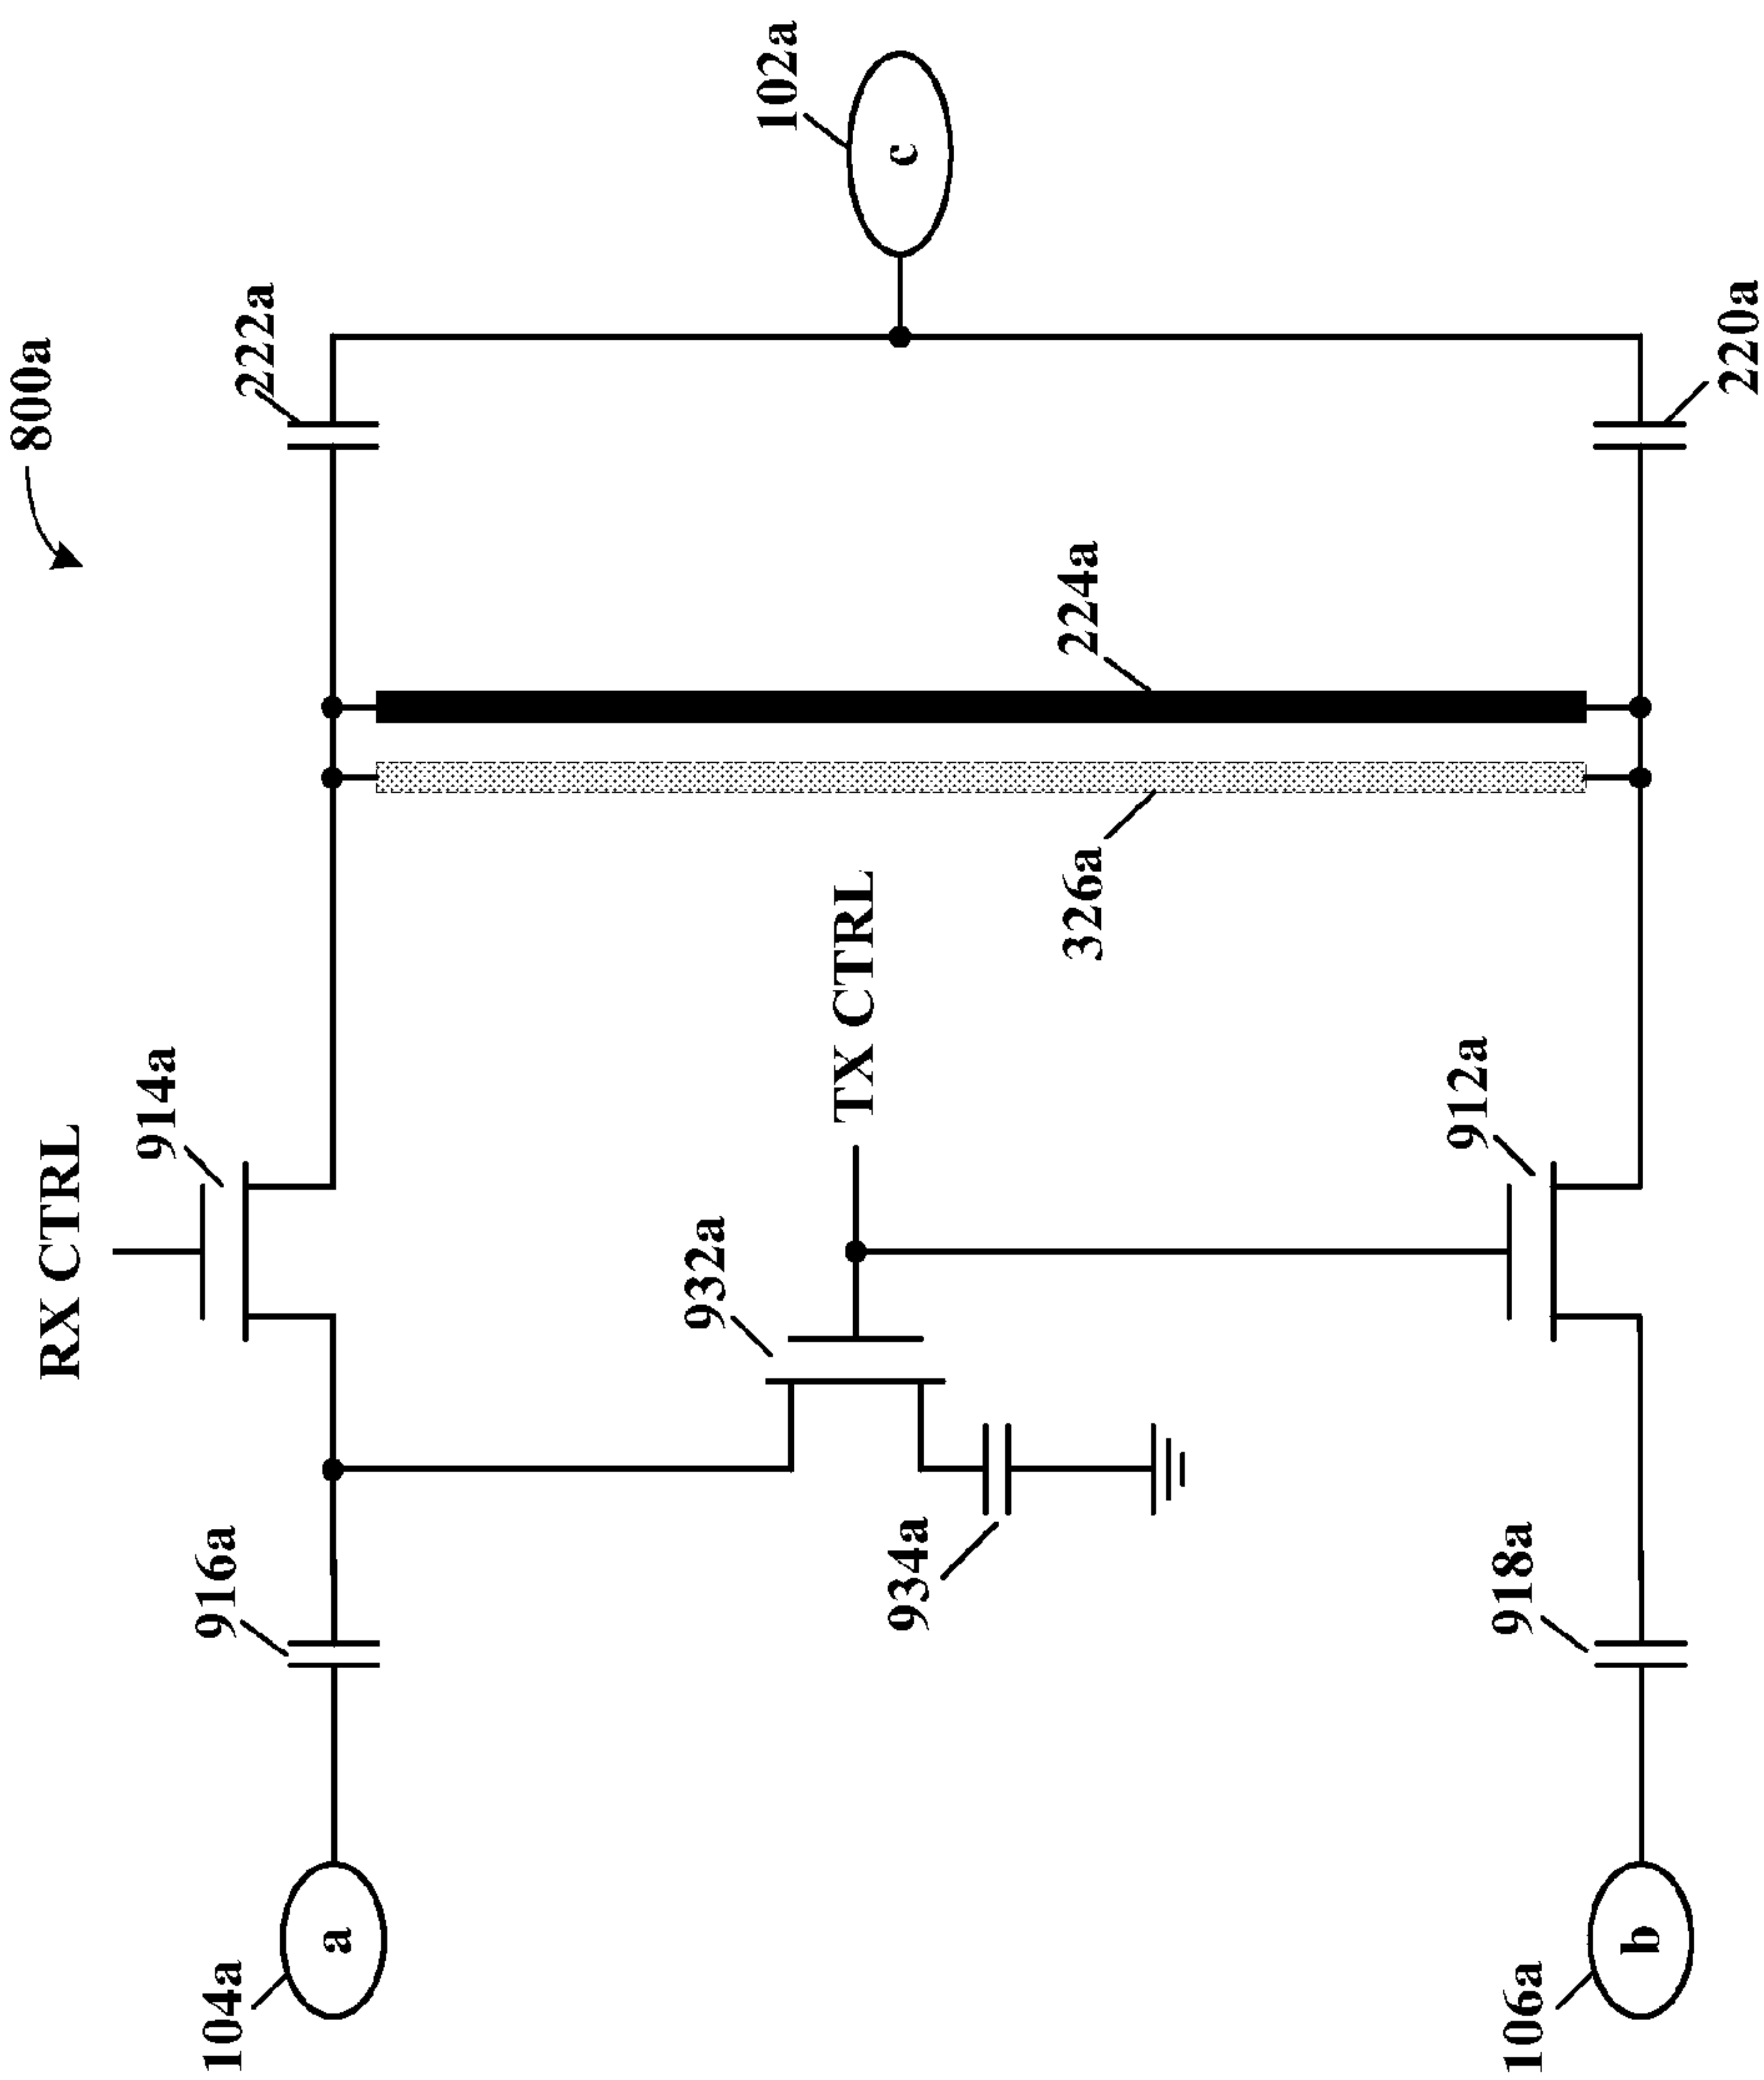 800a
102a
c
222a
220a
224a
326a
TX CTRL
RX CTRL
914a
912a
932a
934a
916a
918a
104a
a
106a
b